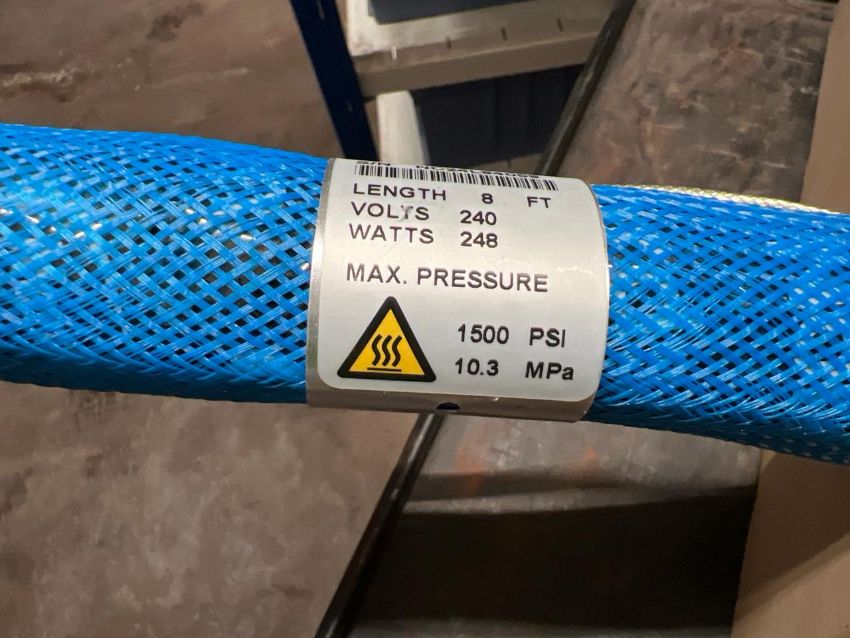 LENGTH 8 FT
VOLTS 240
WATTS 248
MAX. PRESSURE
1500 PSI
10.3 MPa